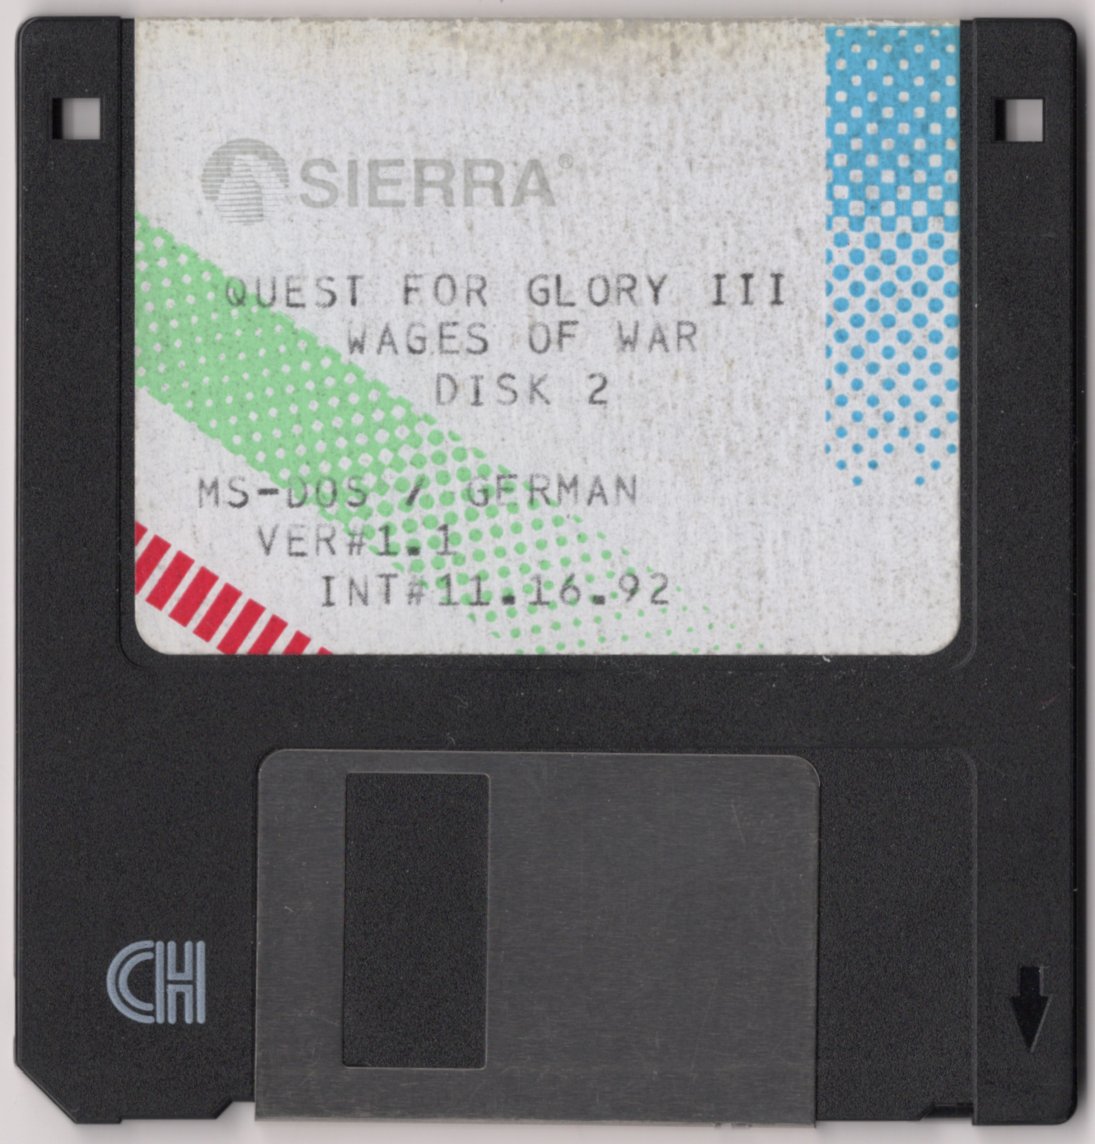 SIERRA®
QUEST FOR GLORY III
WAGES OF WAR
DISK 2
MS-DOS / GERMAN
VER#1.1
INT#11.16.92
CH